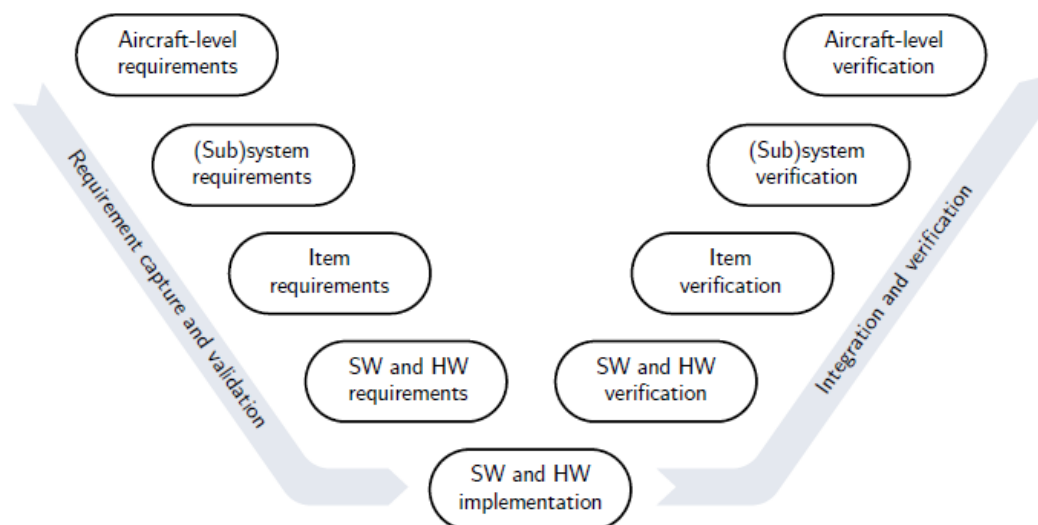 Aircraft-level
requirements
Aircraft-level
verification
(Sub)system
requirements
(Sub)system
verification
Item
requirements
Item
verification
SW and HW
requirements
SW and HW
verification
SW and HW
implementation
Requirement capture and validation
Integration and verification